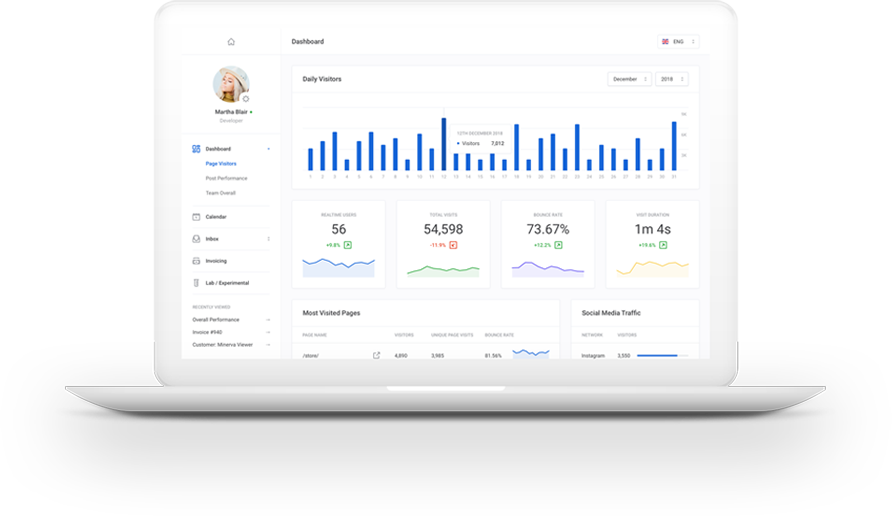 Dashboard
ENG
Martha Blair
Developer
Dashboard
Page Visitors
Post Performance
Team Overall
Calendar
Inbox
Invoicing
Lab / Experimental
RECENTLY VIEWED
Overall Performance
Invoice #940
Customer: Minerva Viewer
Daily Visitors
December
2018
12TH DECEMBER 2018
Visitors 7,012
1 2 3 4 5 6 7 8 9 10 11 12 13 14 15 16 17 18 19 20 21 22 23 24 25 26 27 28 29 30 31
REALTIME USERS
56
+9.8%
TOTAL VISITS
54,598
-11.9%
BOUNCE RATE
73.67%
+12.2%
VISIT DURATION
1m 4s
+19.6%
Most Visited Pages
PAGE NAME VISITORS UNIQUE PAGE VISITS BOUNCE RATE
/store/ 4,890 3,985 81.56%
Social Media Traffic
NETWORK VISITORS
Instagram 3,550